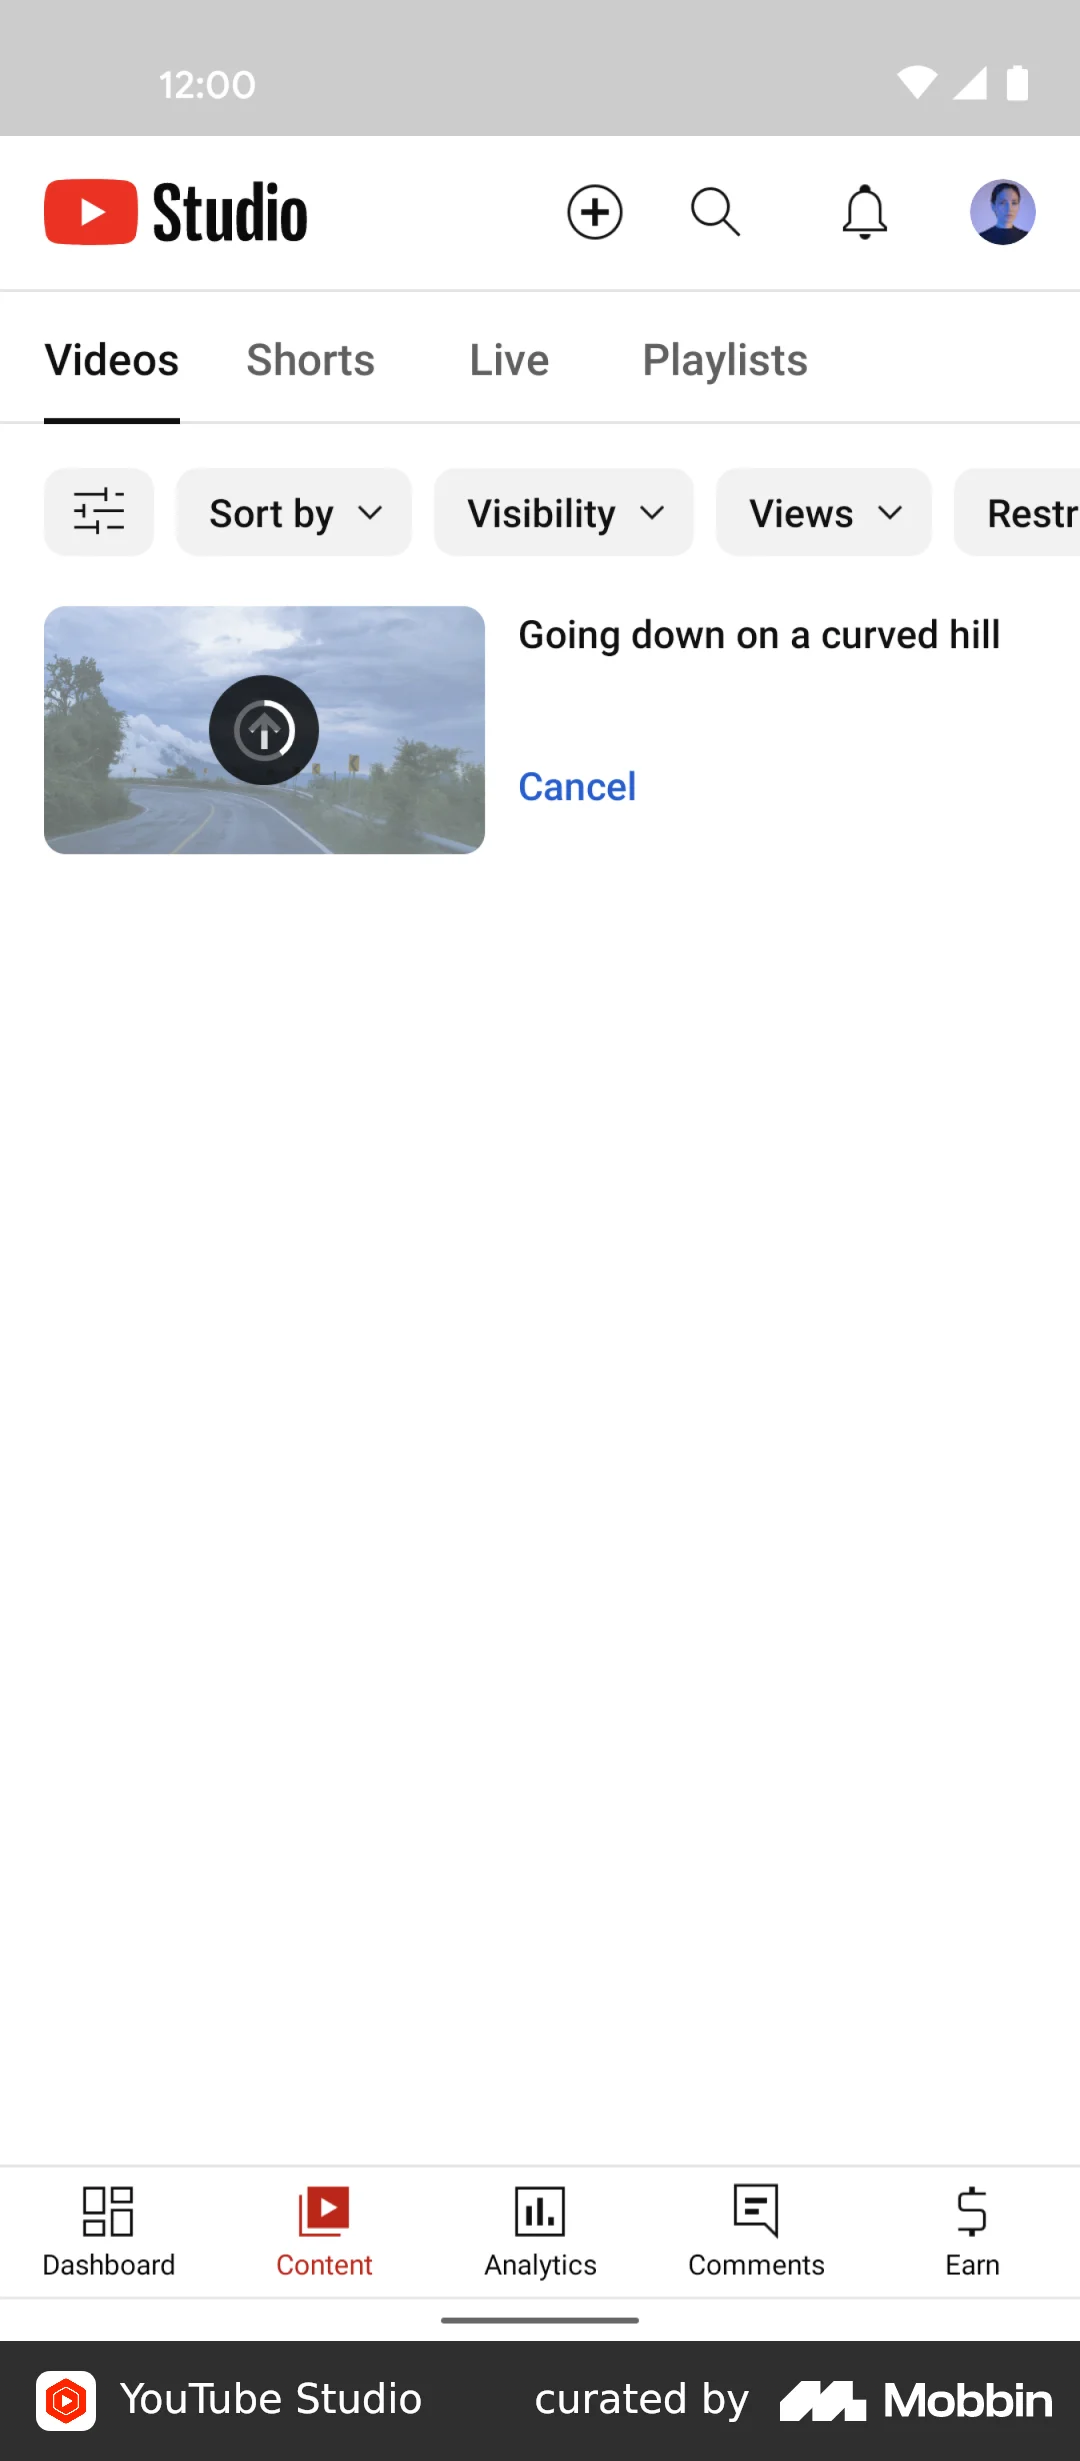 12:00
Studio
Videos Shorts Live Playlists
Sort by Visibility Views Restr
Going down on a curved hill
Cancel
Dashboard Content Analytics Comments Earn
YouTube Studio curated by Mobbin